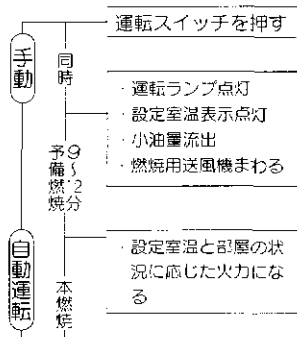 運転スイッチを押す
手動
同時
・運転ランプ点灯
・設定室温表示点灯
・小油量流出
・燃焼用送風機まわる
9〜12分
予備燃焼
自動運転
本燃焼
・設定室温と部屋の状
況に応じた火力にな
る